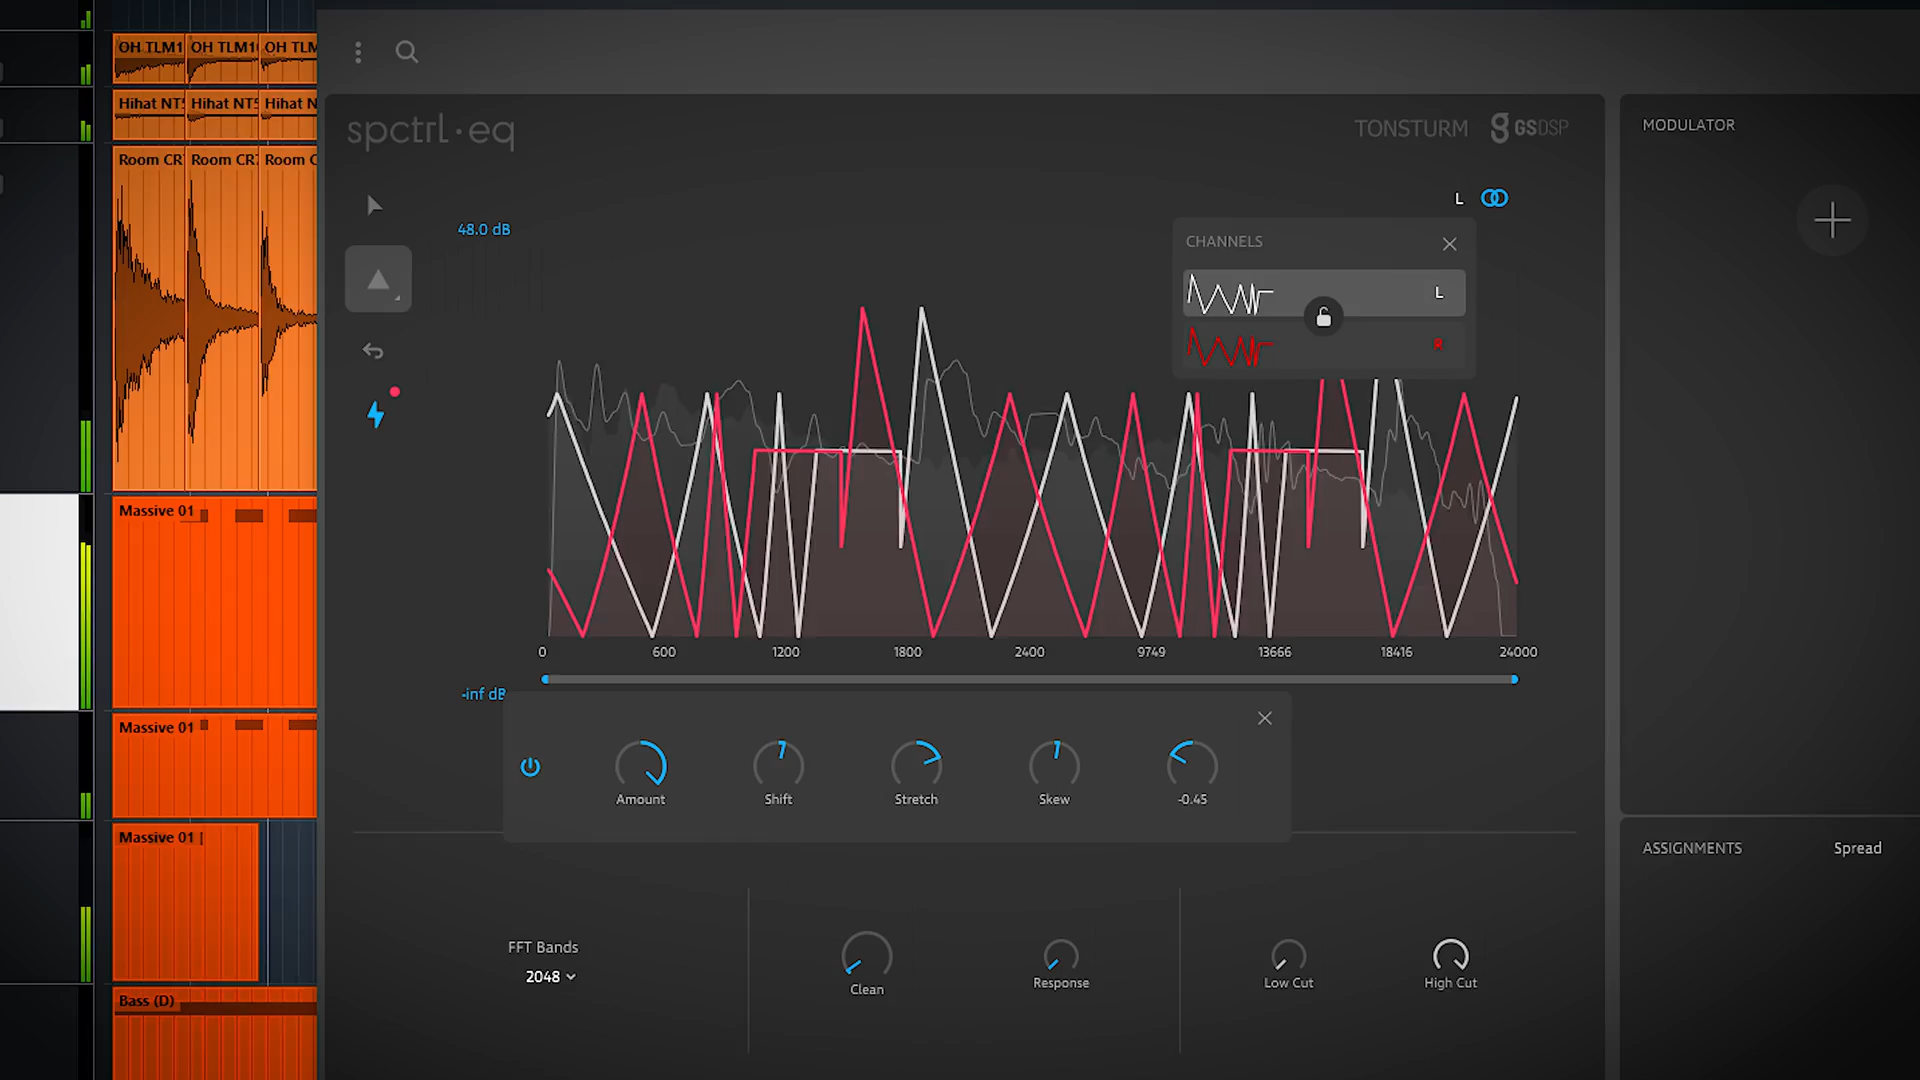 OH TLM1 OH TLM1 OH TLM
Hihat NT5 Hihat NT5 Hihat N
Room CR Room CR Room C
Massive 01
Massive 01
Massive 01
Bass (D)
spctrl·eq
TONSTURM GSDSP
L
48.0 dB
CHANNELS
L
R
0 600 1200 1800 2400 9749 13666 18416 24000
-inf dB
Amount Shift Stretch Skew -0.45
FFT Bands
2048
Clean Response Low Cut High Cut
MODULATOR
ASSIGNMENTS Spread